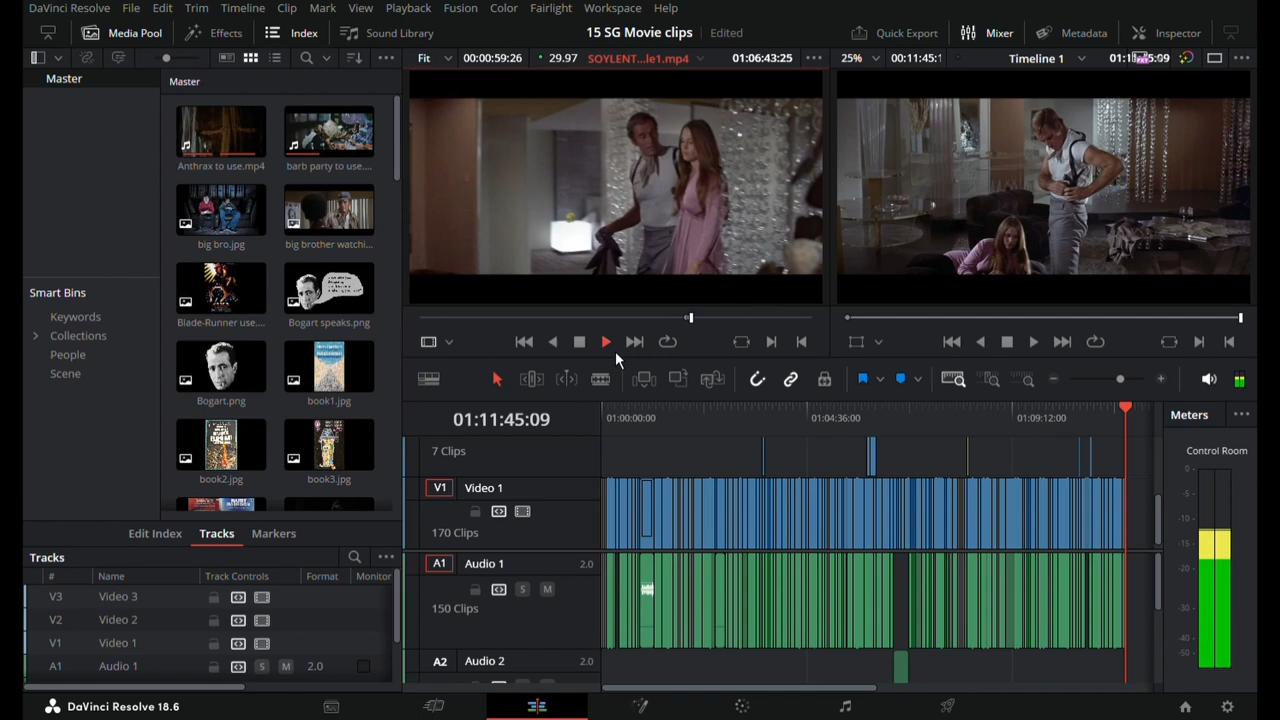 DaVinci Resolve File Edit Trim Timeline Clip Mark View Playback Fusion Color Fairlight Workspace Help
Media Pool Effects Index Sound Library 15 SG Movie clips Edited Quick Export Mixer Metadata Inspector
Fit 00:00:59:26 29.97 SOYLENT...le1.mp4 01:06:43:25 25% 00:11:45:1 Timeline 1
Master Master
Anthrax to use.mp4 barb party to use....
big bro.jpg big brother watchi...
Smart Bins
Keywords
Collections
People
Scene
Blade-Runner use.... Bogart speaks.png
Bogart.png book1.jpg
book2.jpg book3.jpg
01:11:45:09 01:00:00:00 01:04:36:00 01:09:12:00 Meters
7 Clips Control Room
V1 Video 1
170 Clips
A1 Audio 1 2.0
S M
150 Clips
A2 Audio 2 2.0
0
-5
-10
-15
-20
-30
-40
-50
Edit Index Tracks Markers
Tracks
# Name Track Controls Format Monitor
V3 Video 3
V2 Video 2
V1 Video 1
A1 Audio 1 S M 2.0
DaVinci Resolve 18.6